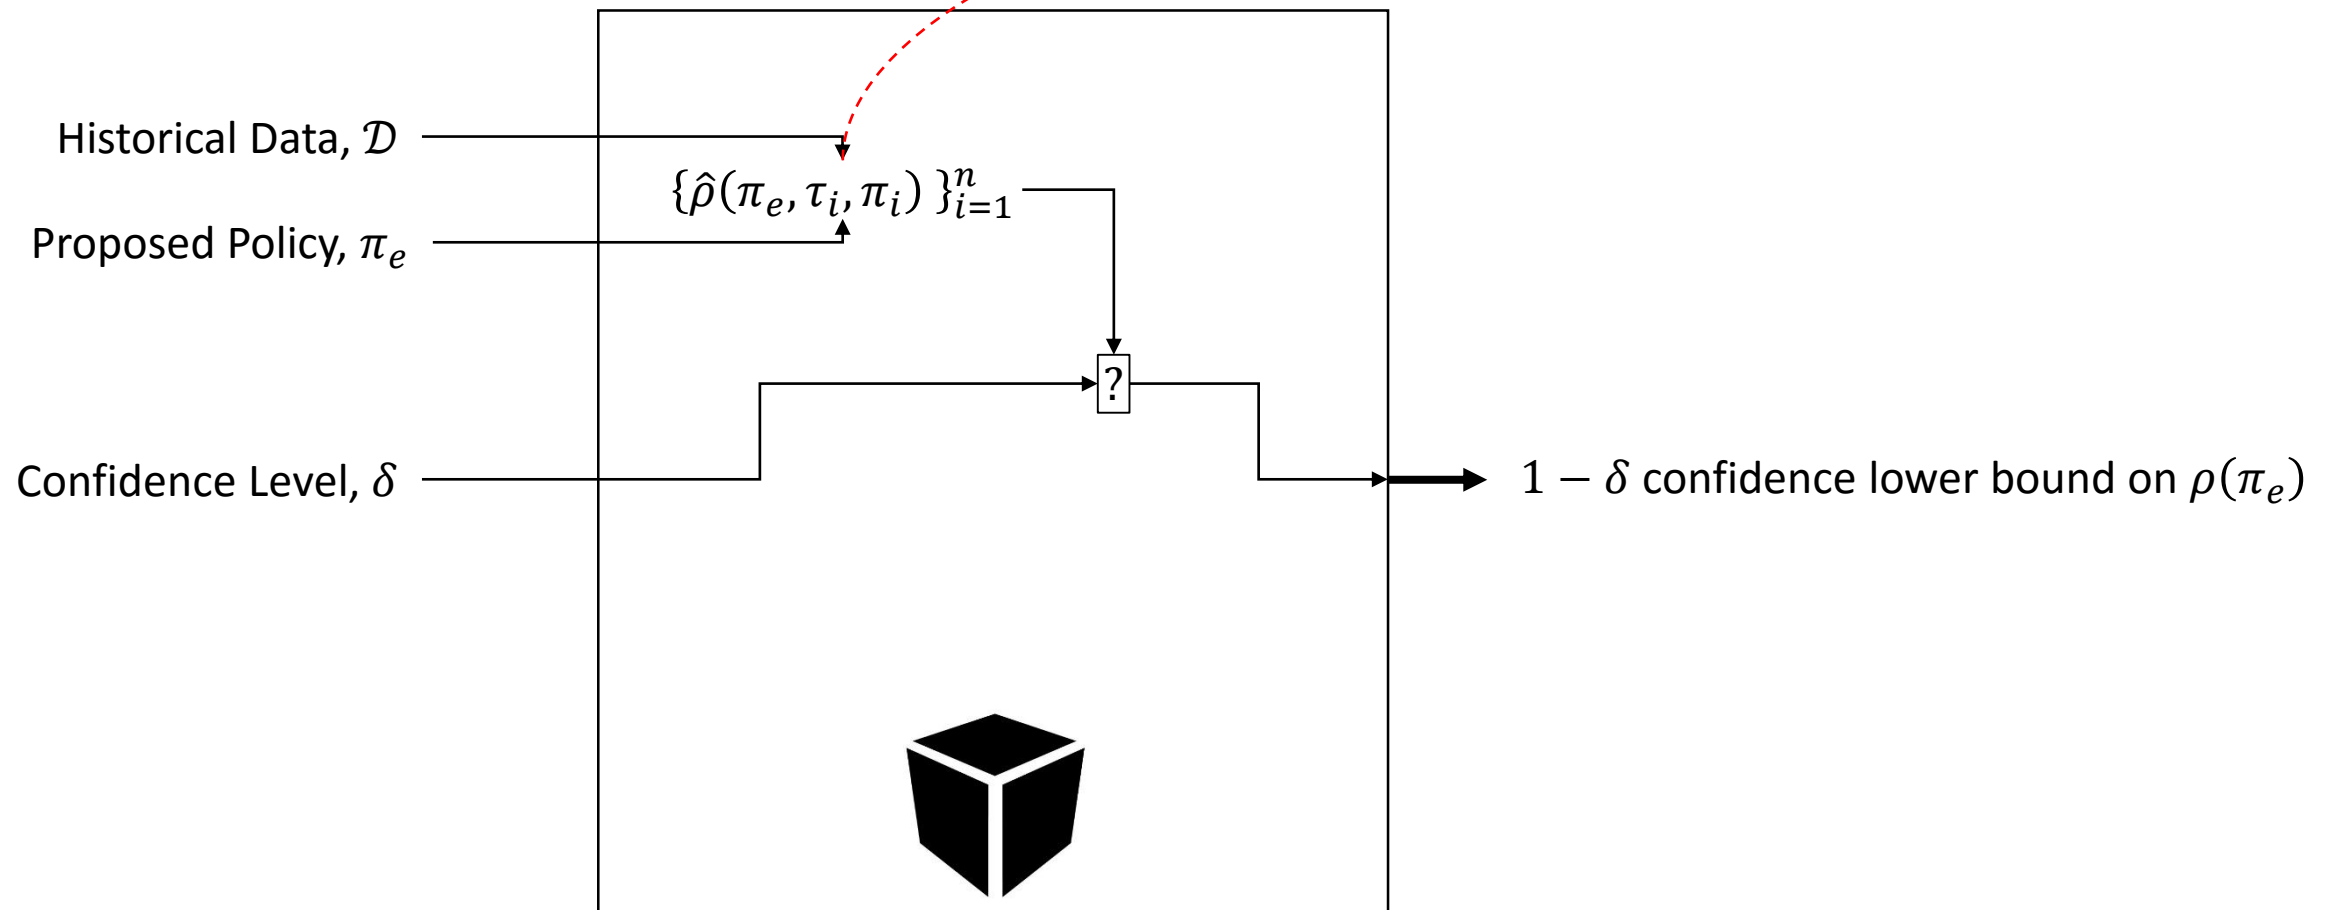 Historical Data, 𝒟
{ρ̂(π_e, τ_i, π_i) }_{i=1}^n
Proposed Policy, π_e
?
Confidence Level, δ
1 − δ confidence lower bound on ρ(π_e)